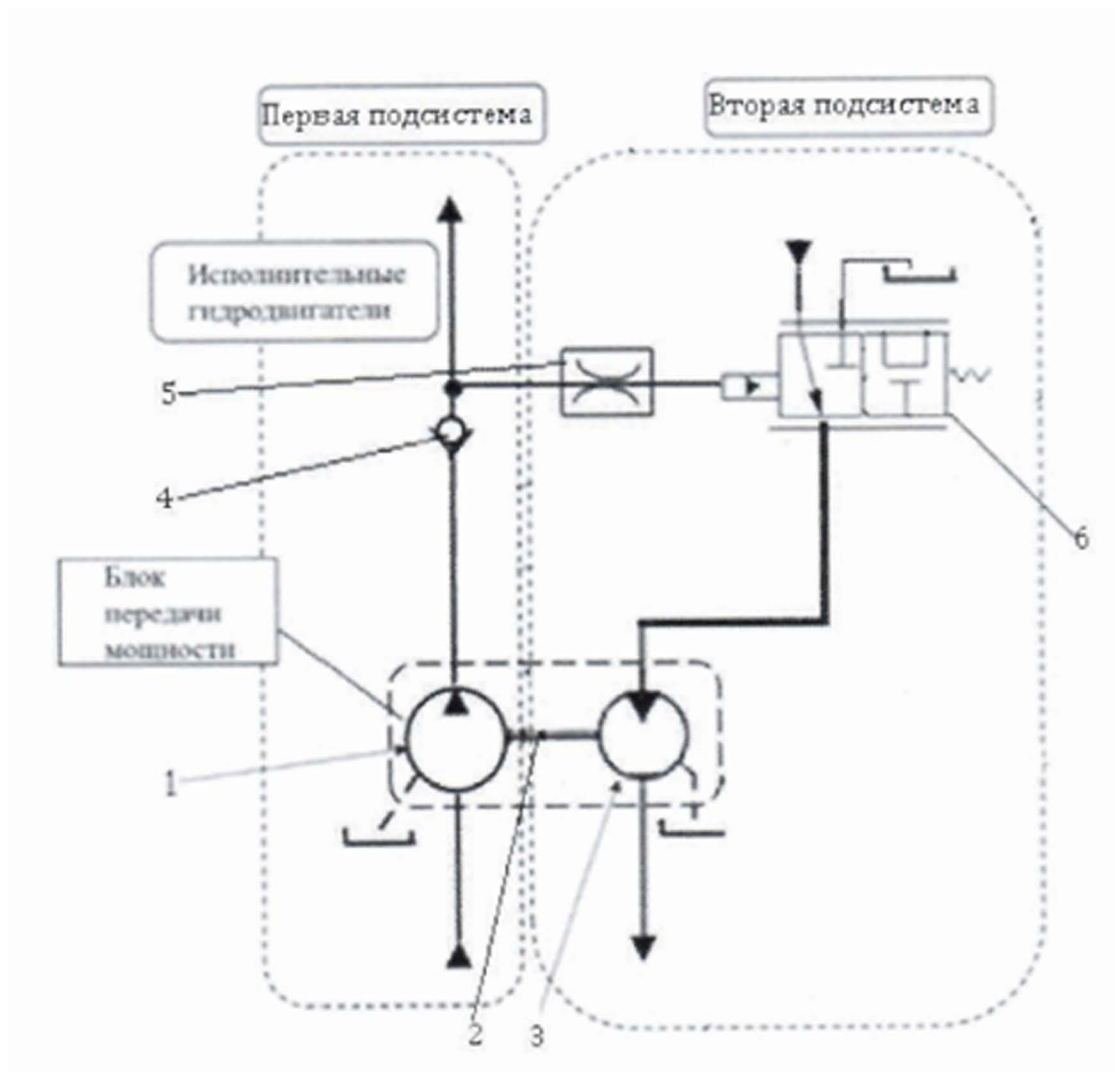 Первая подсистема
Вторая подсистема
Исполнительные
гидродвигатели
5
4
6
Блок
передачи
мощности
1
2
3